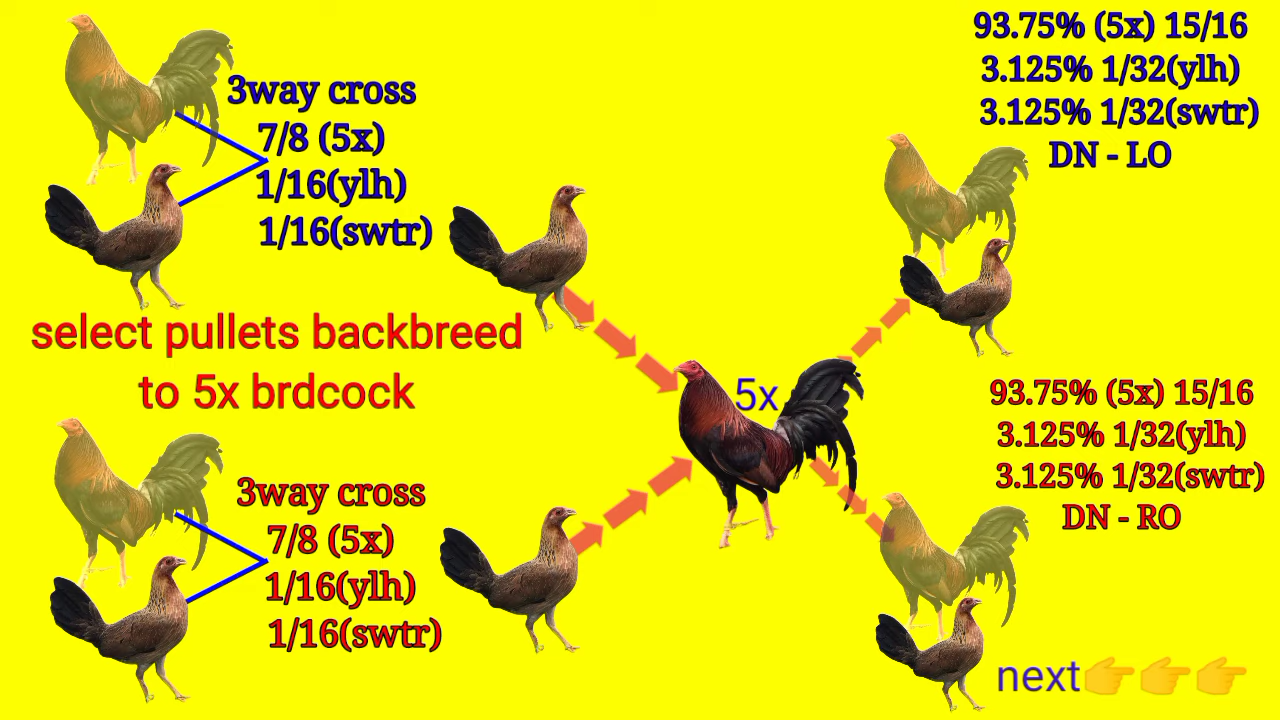 3way cross
7/8 (5x)
1/16(ylh)
1/16(swtr)
select pullets backbreed
to 5x brdcock
3way cross
7/8 (5x)
1/16(ylh)
1/16(swtr)
5x
93.75% (5x) 15/16
3.125% 1/32(ylh)
3.125% 1/32(swtr)
DN - LO
93.75% (5x) 15/16
3.125% 1/32(ylh)
3.125% 1/32(swtr)
DN - RO
next👉👉👉